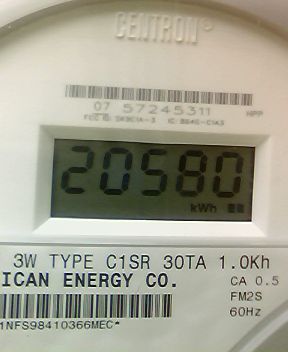 CENTRON®
07 57245311 HPP
20580
kWh
3W TYPE C1SR 30TA 1.0Kh
ICAN ENERGY CO. CA 0.5
FM2S
60Hz
1NFS98410366MEC*